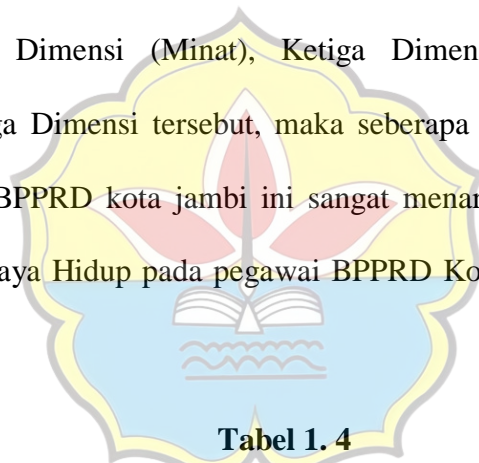 Dimensi (Minat), Ketiga Dimen
a Dimensi tersebut, maka seberapa
BPPRD kota jambi ini sangat menar
aya Hidup pada pegawai BPPRD Ko
Tabel 1. 4